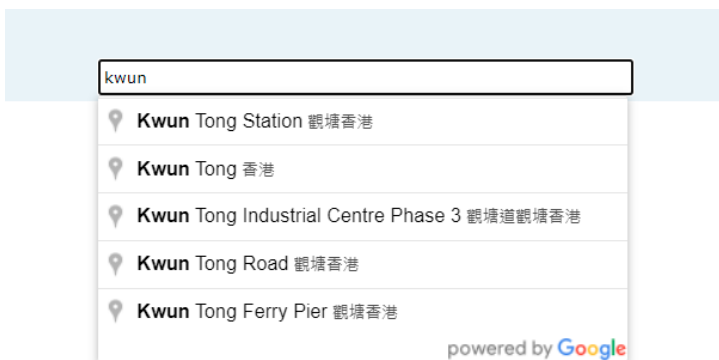 kwun
Kwun Tong Station 觀塘香港
Kwun Tong 香港
Kwun Tong Industrial Centre Phase 3 觀塘道觀塘香港
Kwun Tong Road 觀塘香港
Kwun Tong Ferry Pier 觀塘香港
powered by Google